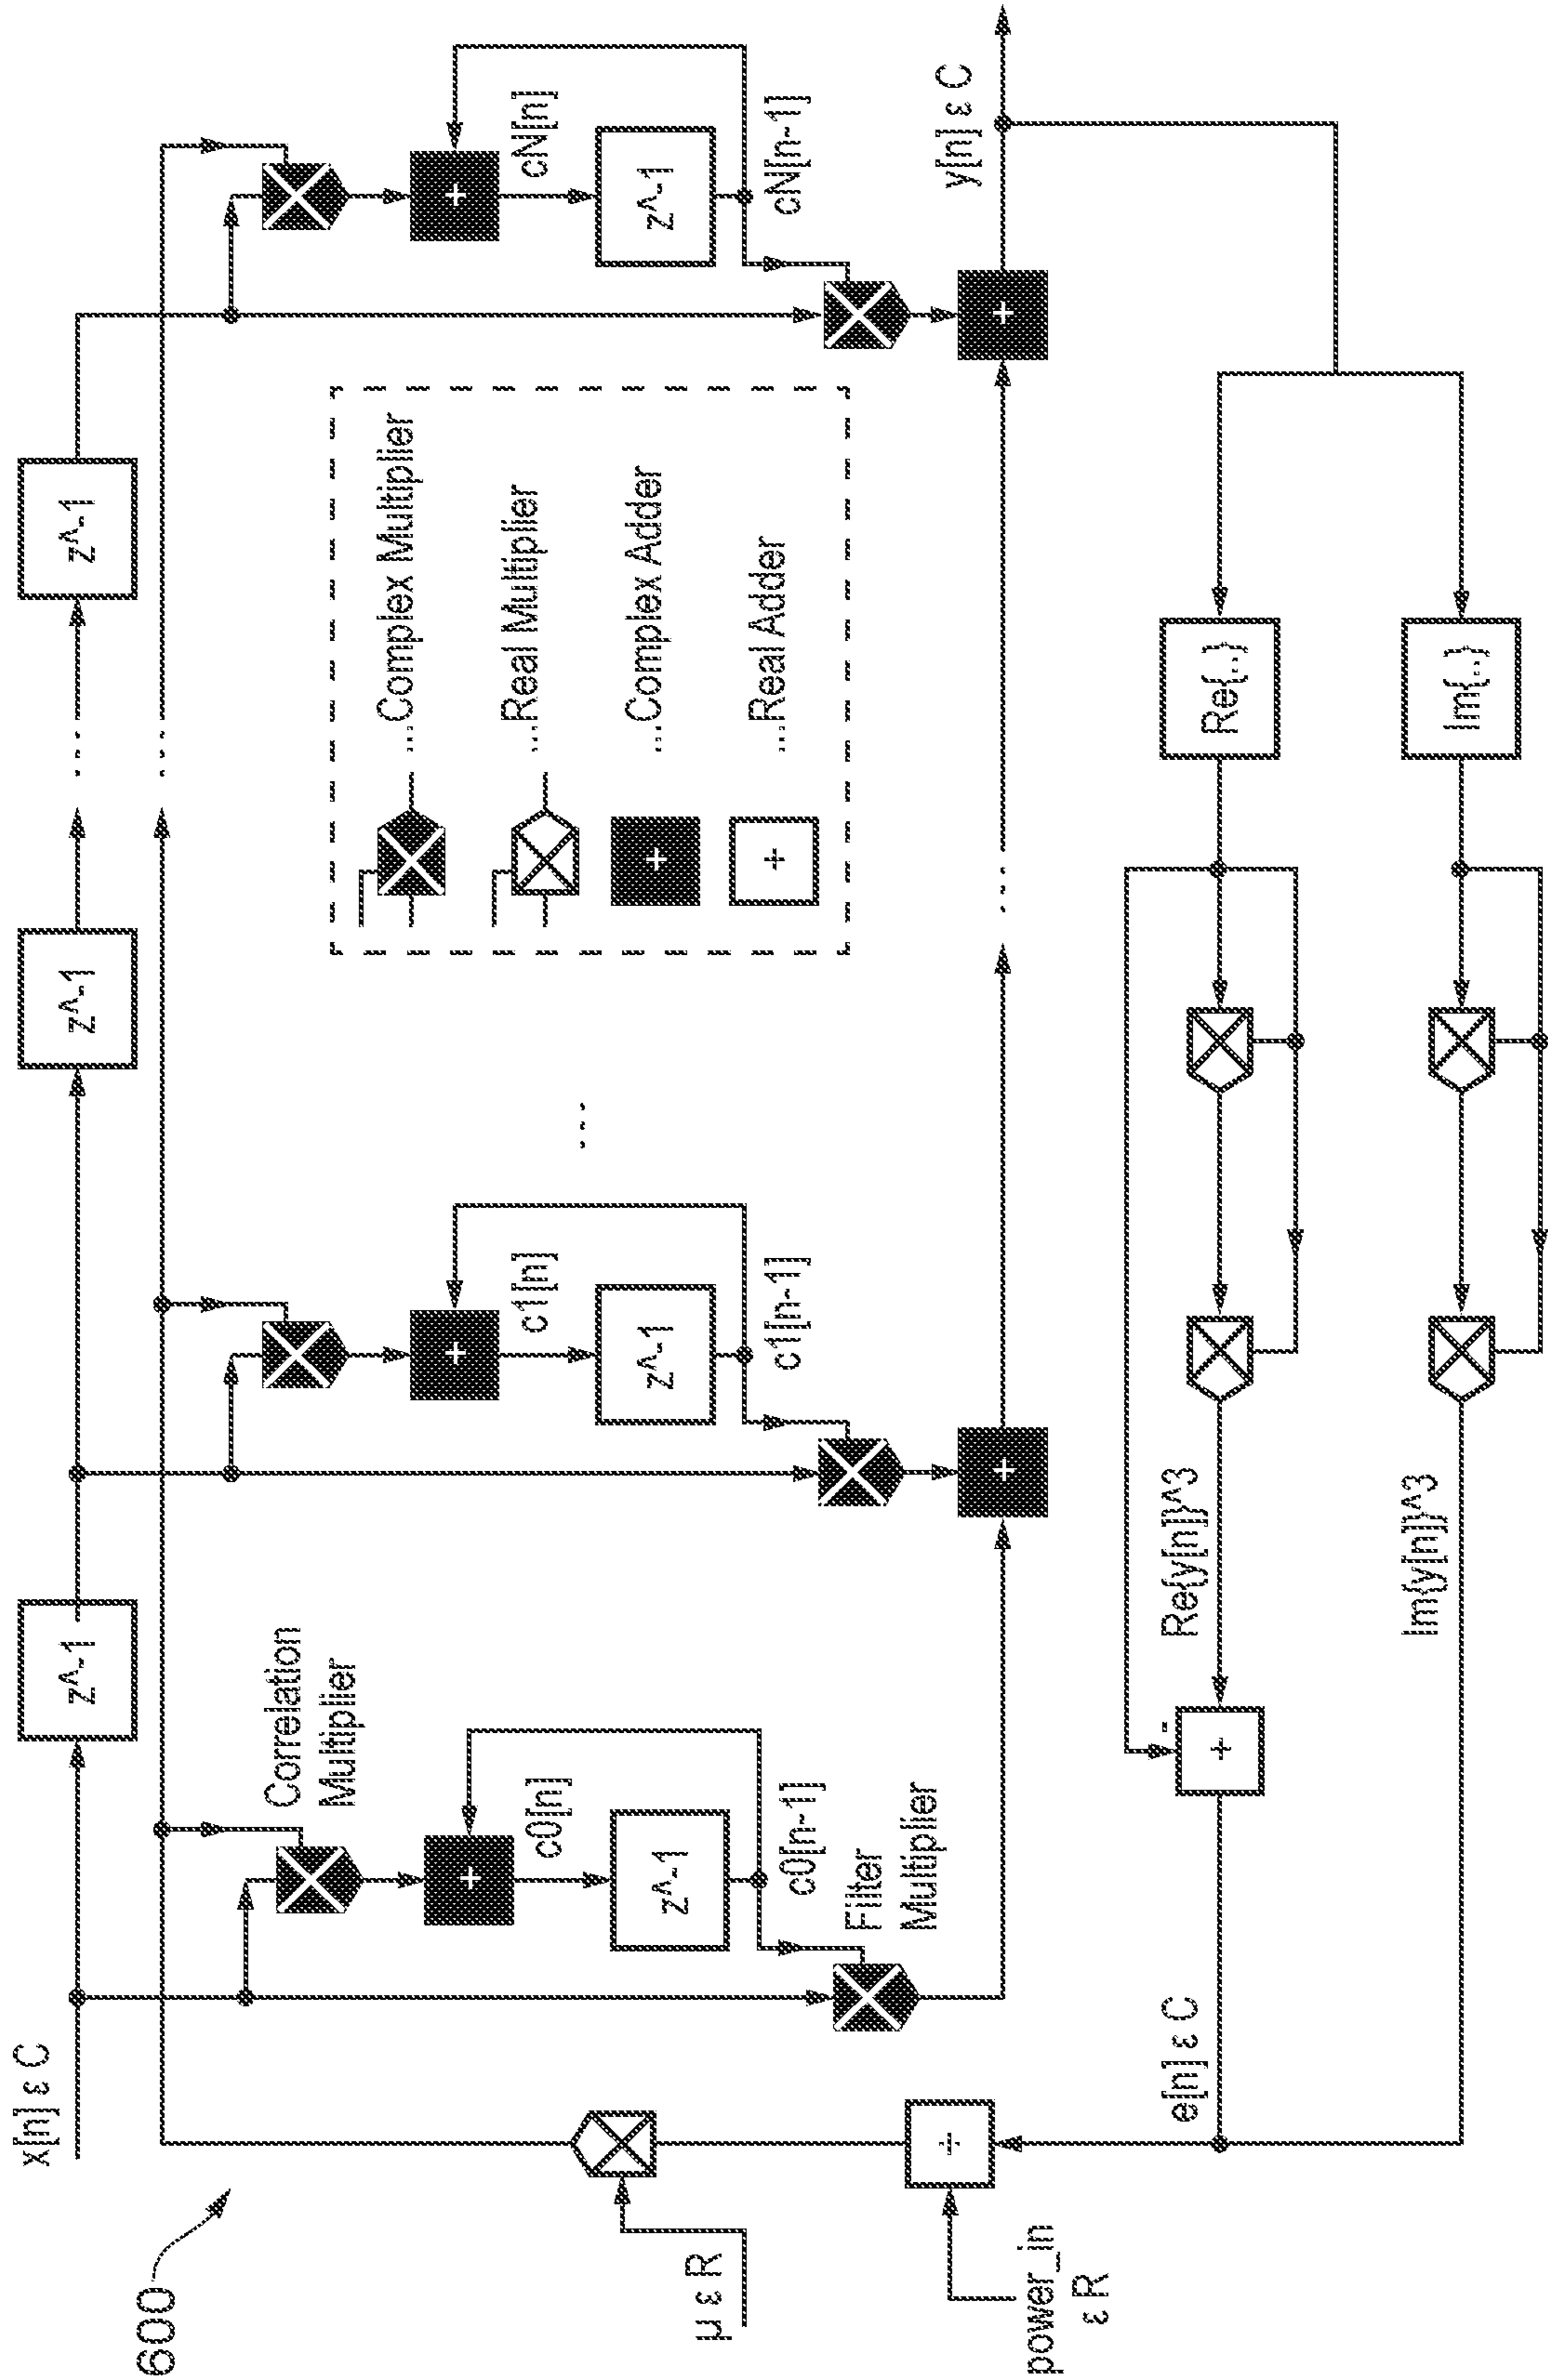 600
x[n] ε C
z^-1
z^-1
z^-1
Correlation
Multiplier
+
c0[n]
z^-1
c0[n-1]
Filter
Multiplier
+
c1[n]
z^-1
c1[n-1]
+
...
...
...
...
+
cN[n]
z^-1
cN[n-1]
+
y[n] ε C
...Complex Multiplier
...Real Multiplier
+ ...Complex Adder
+ ...Real Adder
µ ε R
power_in
ε R
÷
e[n] ε C
+
-
Re{y[n]}^3
Re{..}
Im{y[n]}^3
Im{..}